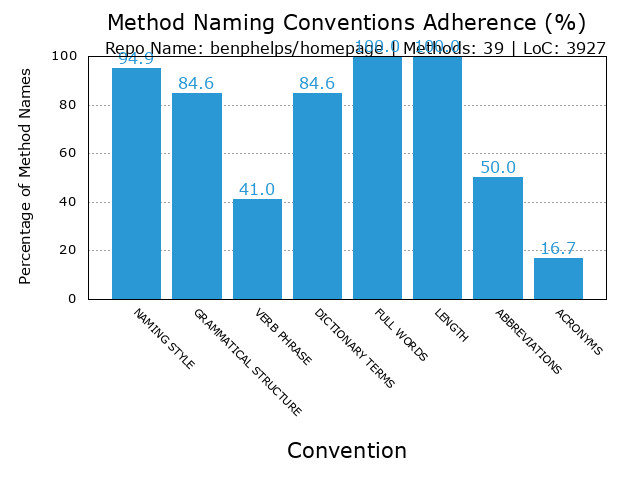 Method Naming Conventions Adherence (%)
Repo Name: benphelps/homepage | Methods: 39 | LoC: 3927
Percentage of Method Names
100
80
60
40
20
0
94.9
84.6
41.0
84.6
100.0
100.0
50.0
16.7
NAMING STYLE
GRAMMATICAL STRUCTURE
VERB PHRASE
DICTIONARY TERMS
FULL WORDS
LENGTH
ABBREVIATIONS
ACRONYMS
Convention